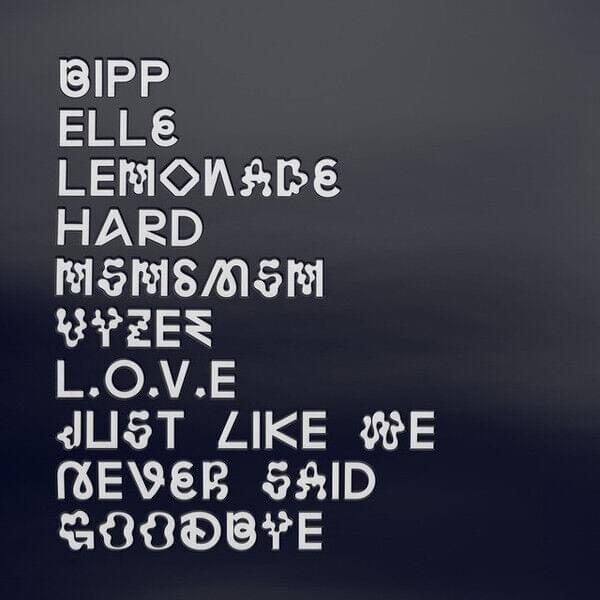 BIPP
ELLE
LEMONADE
HARD
MSMSMSM
VYZEE
L.O.V.E
JUST LIKE WE
NEVER SAID
GOODBYE